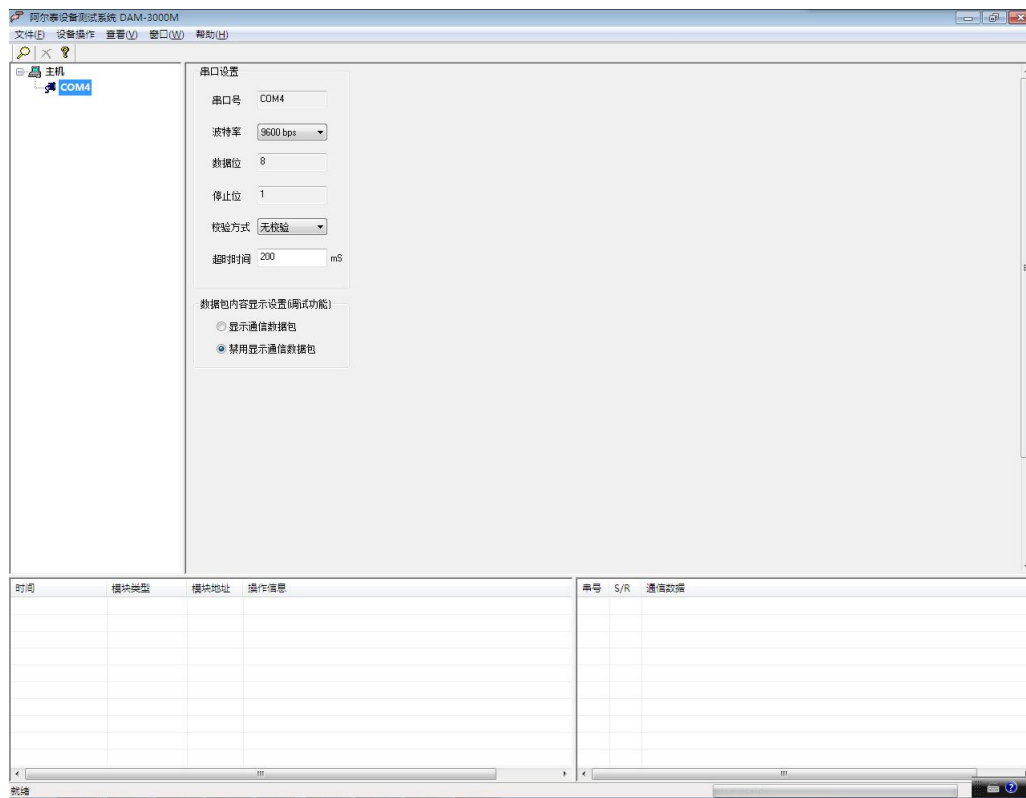 阿尔泰设备测试系统 DAM-3000M
文件(F) 设备操作 查看(V) 窗口(W) 帮助(H)
主机
COM4
串口设置
串口号 COM4
波特率 9600 bps
数据位 8
停止位 1
校验方式 无校验
超时时间 200 mS
数据包内容显示设置(调试功能)
显示通信数据包
禁用显示通信数据包
时间 模块类型 模块地址 操作信息
串号 S/R 通信数据
就绪